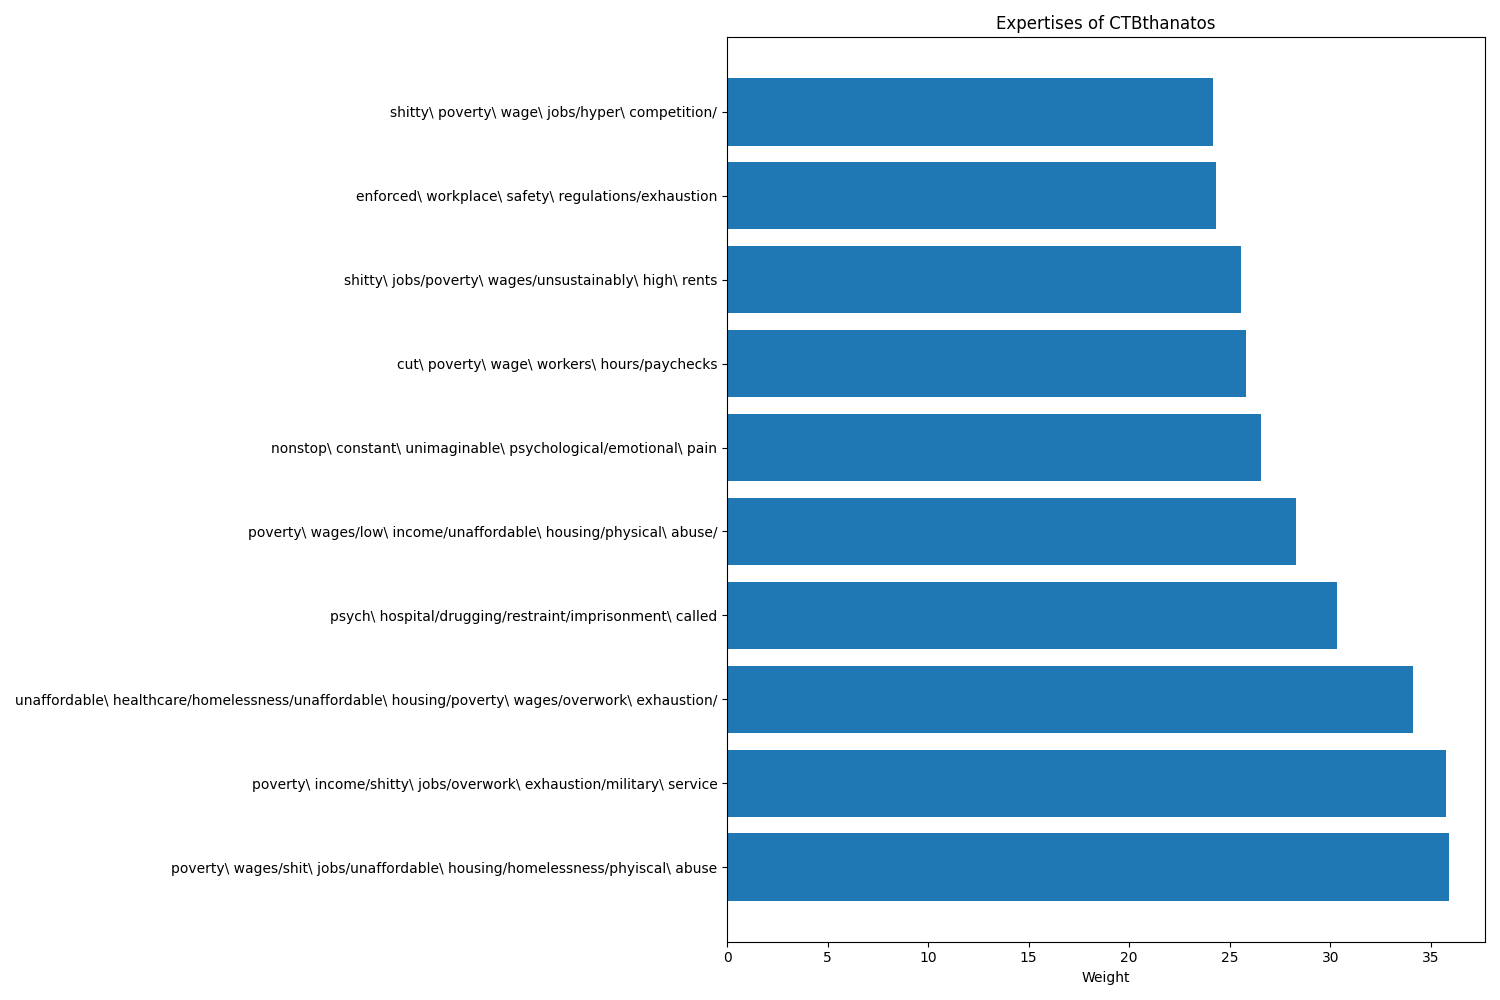 Expertises of CTBthanatos
shitty\ poverty\ wage\ jobs/hyper\ competition/
enforced\ workplace\ safety\ regulations/exhaustion
shitty\ jobs/poverty\ wages/unsustainably\ high\ rents
cut\ poverty\ wage\ workers\ hours/paychecks
nonstop\ constant\ unimaginable\ psychological/emotional\ pain
poverty\ wages/low\ income/unaffordable\ housing/physical\ abuse/
psych\ hospital/drugging/restraint/imprisonment\ called
unaffordable\ healthcare/homelessness/unaffordable\ housing/poverty\ wages/overwork\ exhaustion/
poverty\ income/shitty\ jobs/overwork\ exhaustion/military\ service
poverty\ wages/shit\ jobs/unaffordable\ housing/homelessness/phyiscal\ abuse
0 5 10 15 20 25 30 35
Weight